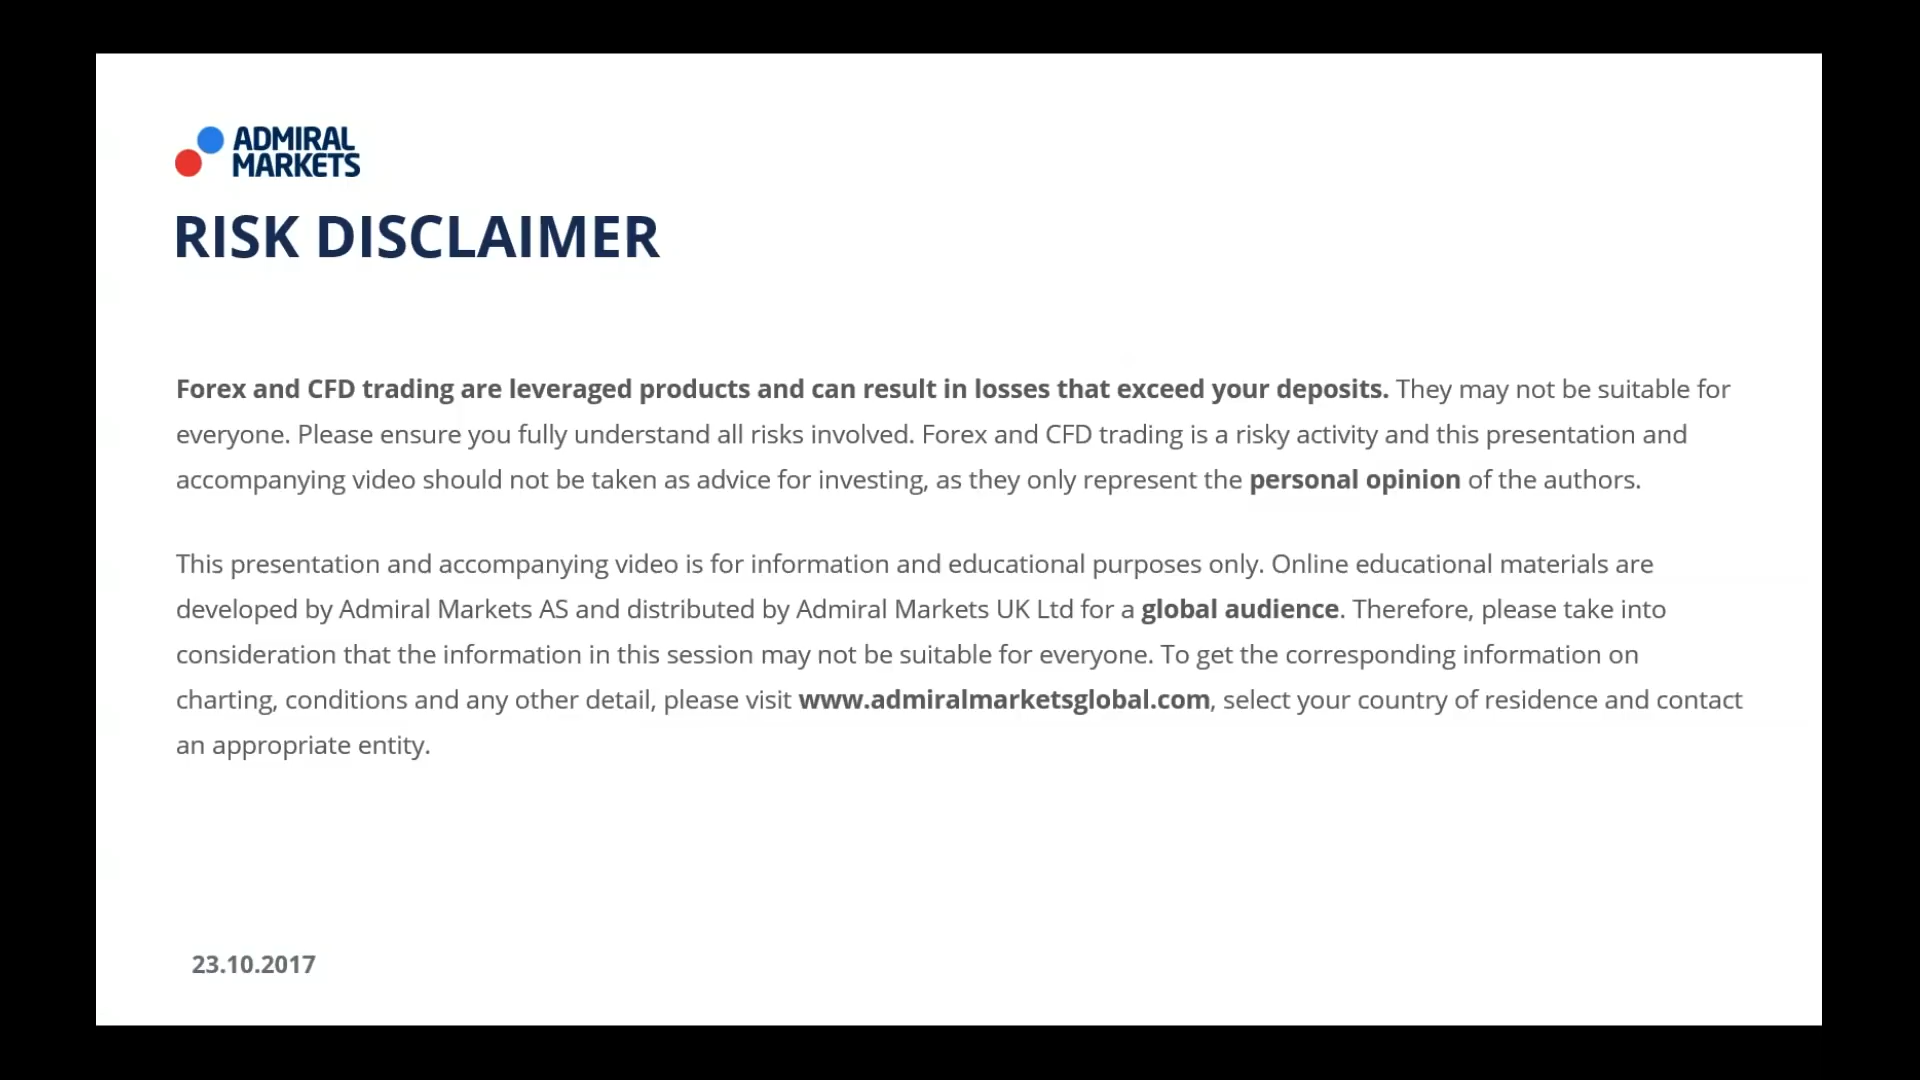 ADMIRAL
MARKETS
RISK DISCLAIMER
Forex and CFD trading are leveraged products and can result in losses that exceed your deposits. They may not be suitable for
everyone. Please ensure you fully understand all risks involved. Forex and CFD trading is a risky activity and this presentation and
accompanying video should not be taken as advice for investing, as they only represent the personal opinion of the authors.
This presentation and accompanying video is for information and educational purposes only. Online educational materials are
developed by Admiral Markets AS and distributed by Admiral Markets UK Ltd for a global audience. Therefore, please take into
consideration that the information in this session may not be suitable for everyone. To get the corresponding information on
charting, conditions and any other detail, please visit www.admiralmarketsglobal.com, select your country of residence and contact
an appropriate entity.
23.10.2017